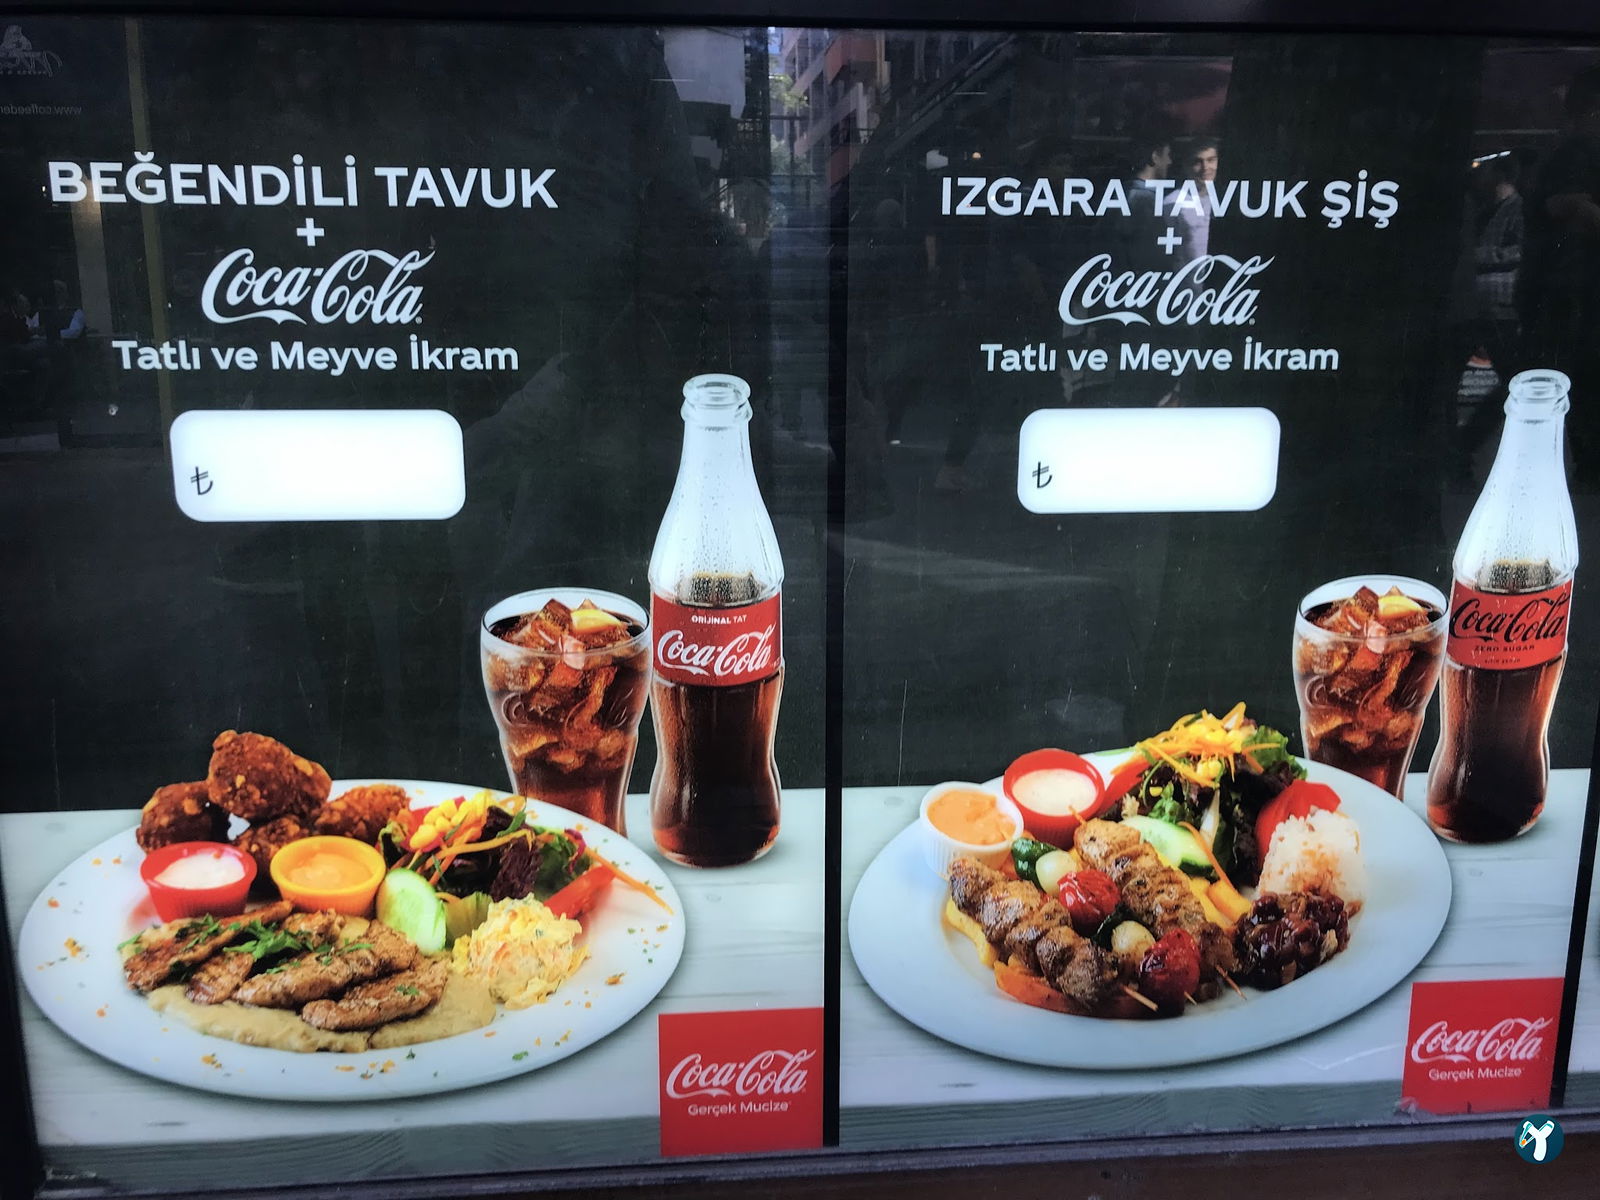 BEĞENDİLİ TAVUK
+
Coca-Cola
Tatlı ve Meyve İkram
₺
ORİJİNAL TAT
Coca-Cola
Coca-Cola
Gerçek Mucize
IZGARA TAVUK ŞİŞ
+
Coca-Cola
Tatlı ve Meyve İkram
₺
Coca-Cola
ZERO SUGAR
Coca-Cola
Gerçek Mucize